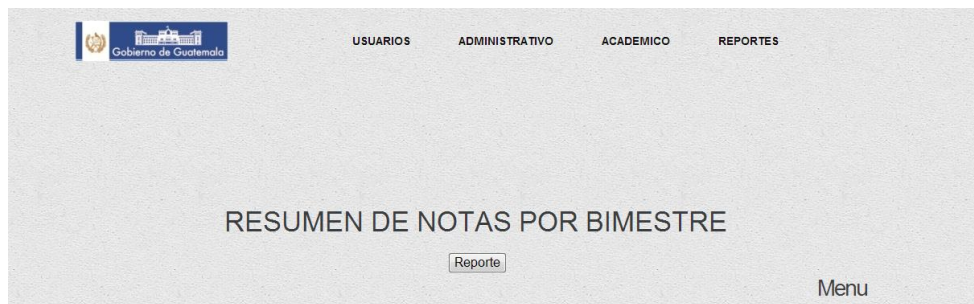 Gobierno de Guatemala
USUARIOS ADMINISTRATIVO ACADEMICO REPORTES
RESUMEN DE NOTAS POR BIMESTRE
Reporte
Menu